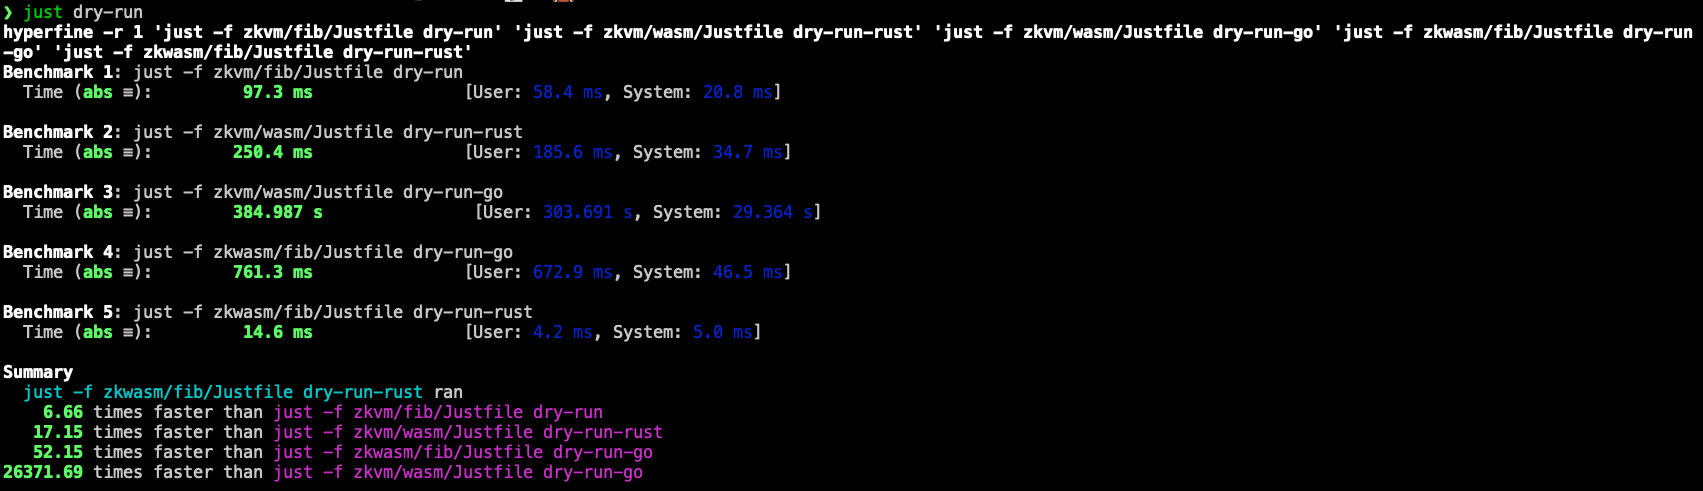 ❯ just dry-run
hyperfine -r 1 'just -f zkvm/fib/Justfile dry-run' 'just -f zkvm/wasm/Justfile dry-run-rust' 'just -f zkvm/wasm/Justfile dry-run-go' 'just -f zkwasm/fib/Justfile dry-run
-go' 'just -f zkwasm/fib/Justfile dry-run-rust'
Benchmark 1: just -f zkvm/fib/Justfile dry-run
Time (abs ≡): 97.3 ms [User: 58.4 ms, System: 20.8 ms]
Benchmark 2: just -f zkvm/wasm/Justfile dry-run-rust
Time (abs ≡): 250.4 ms [User: 185.6 ms, System: 34.7 ms]
Benchmark 3: just -f zkvm/wasm/Justfile dry-run-go
Time (abs ≡): 384.987 s [User: 303.691 s, System: 29.364 s]
Benchmark 4: just -f zkwasm/fib/Justfile dry-run-go
Time (abs ≡): 761.3 ms [User: 672.9 ms, System: 46.5 ms]
Benchmark 5: just -f zkwasm/fib/Justfile dry-run-rust
Time (abs ≡): 14.6 ms [User: 4.2 ms, System: 5.0 ms]
Summary
just -f zkwasm/fib/Justfile dry-run-rust ran
6.66 times faster than just -f zkvm/fib/Justfile dry-run
17.15 times faster than just -f zkvm/wasm/Justfile dry-run-rust
52.15 times faster than just -f zkwasm/fib/Justfile dry-run-go
26371.69 times faster than just -f zkvm/wasm/Justfile dry-run-go